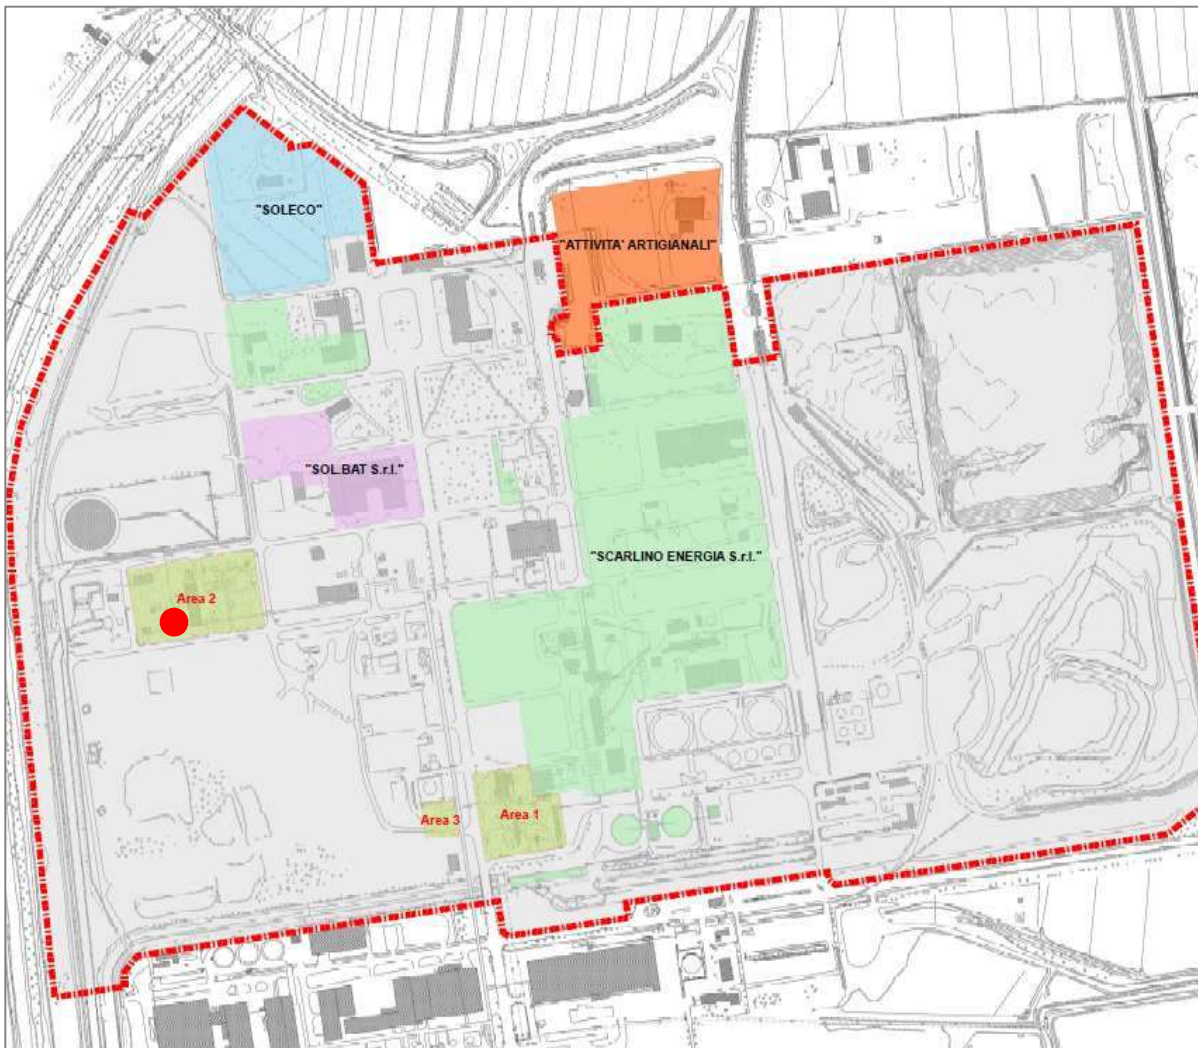 "SOLECO"
"ATTIVITA' ARTIGIANALI"
"SOL.BAT S.r.l."
"SCARLINO ENERGIA S.r.l."
Area 2
Area 3
Area 1